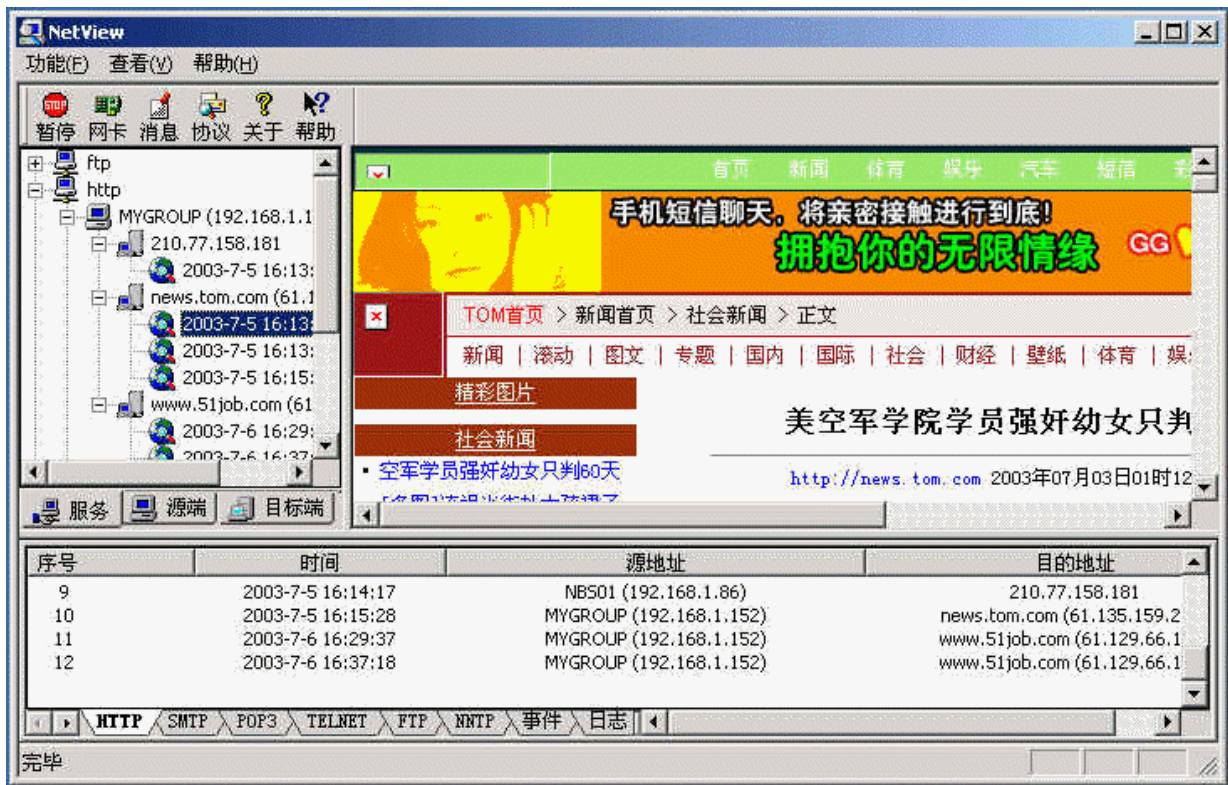 NetView
功能(F) 查看(V) 帮助(H)
暂停 网卡 消息 协议 关于 帮助
ftp
http
MYGROUP (192.168.1.1
210.77.158.181
2003-7-5 16:13:
news.tom.com (61.1
2003-7-5 16:13:
2003-7-5 16:13:
2003-7-5 16:15:
www.51job.com (61
2003-7-6 16:29:
2003-7-6 16:37:
服务 源端 目标端
首页 新闻 体育 娱乐 汽车 短信
手机短信聊天。将亲密接触进行到底!
拥抱你的无限情缘 GG
TOM首页 > 新闻首页 > 社会新闻 > 正文
新闻 | 滚动 | 图文 | 专题 | 国内 | 国际 | 社会 | 财经 | 壁纸 | 体育 | 娱
精彩图片
社会新闻
空军学员强奸幼女只判60天
美空军学院学员强奸幼女只判
http://news.tom.com 2003年07月03日01时12
序号 时间 源地址 目的地址
9 2003-7-5 16:14:17 NBS01 (192.168.1.86) 210.77.158.181
10 2003-7-5 16:15:28 MYGROUP (192.168.1.152) news.tom.com (61.135.159.2
11 2003-7-6 16:29:37 MYGROUP (192.168.1.152) www.51job.com (61.129.66.1
12 2003-7-6 16:37:18 MYGROUP (192.168.1.152) www.51job.com (61.129.66.1
HTTP SMTP POP3 TELNET FTP NNTP 事件 日志
完毕